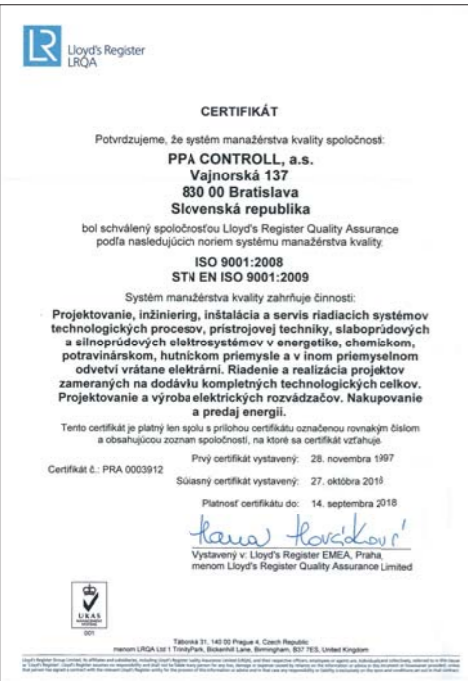 LR
Lloyd's Register
LRQA
CERTIFIKÁT
Potvrdzujeme, že systém manažérstva kvality spoločnosti:
PPA CONTROLL, a.s.
Vajnorská 137
830 00 Bratislava
Slovenská republika
bol schválený spoločnosťou Lloyd's Register Quality Assurance
podľa nasledujúcich noriem systému manažérstva kvality:
ISO 9001:2008
STN EN ISO 9001:2009
Systém manažérstva kvality zahrňuje činnosti:
Projektovanie, inžiniering, inštalácia a servis riadiacich systémov
technologických procesov, prístrojovej techniky, slaboprúdových
a silnoprúdových elektrosystémov v energetike, chemickom,
potravinárskom, hutníckom priemysle a v inom priemyselnom
odvetví vrátane elektrární. Riadenie a realizácia projektov
zameraných na dodávku kompletných technologických celkov.
Projektovanie a výroba elektrických rozvádzačov. Nakupovanie
a predaj energií.
Tento certifikát je platný len spolu s prílohou certifikátu označenou rovnakým číslom
a obsahujúcou zoznam spoločností, na ktoré sa certifikát vzťahuje.
Prvý certifikát vystavený: 28. novembra 1997
Certifikát č.: PRA 0003912
Súčasný certifikát vystavený: 27. októbra
Platnosť certifikátu do: 14. septembra 2018
Hana Hováčková
Vystavený v: Lloyd's Register EMEA, Praha,
menom Lloyd's Register Quality Assurance Limited
UKAS
MANAGEMENT
SYSTEMS
001
Táborská 31, 140 00 Prague 4, Czech Republic
menom LRQA Ltd 1 TrinityPark, Bickenhill Lane, Birmingham, B37 7ES, United Kingdom